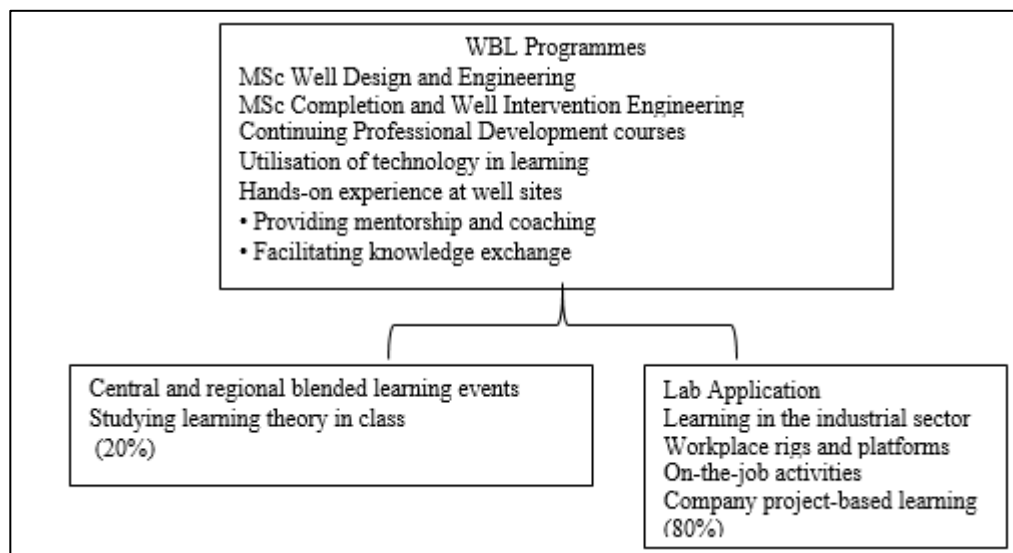 WBL Programmes
MSc Well Design and Engineering
MSc Completion and Well Intervention Engineering
Continuing Professional Development courses
Utilisation of technology in learning
Hands-on experience at well sites
• Providing mentorship and coaching
• Facilitating knowledge exchange
Central and regional blended learning events
Studying learning theory in class
(20%)
Lab Application
Learning in the industrial sector
Workplace rigs and platforms
On-the-job activities
Company project-based learning
(80%)